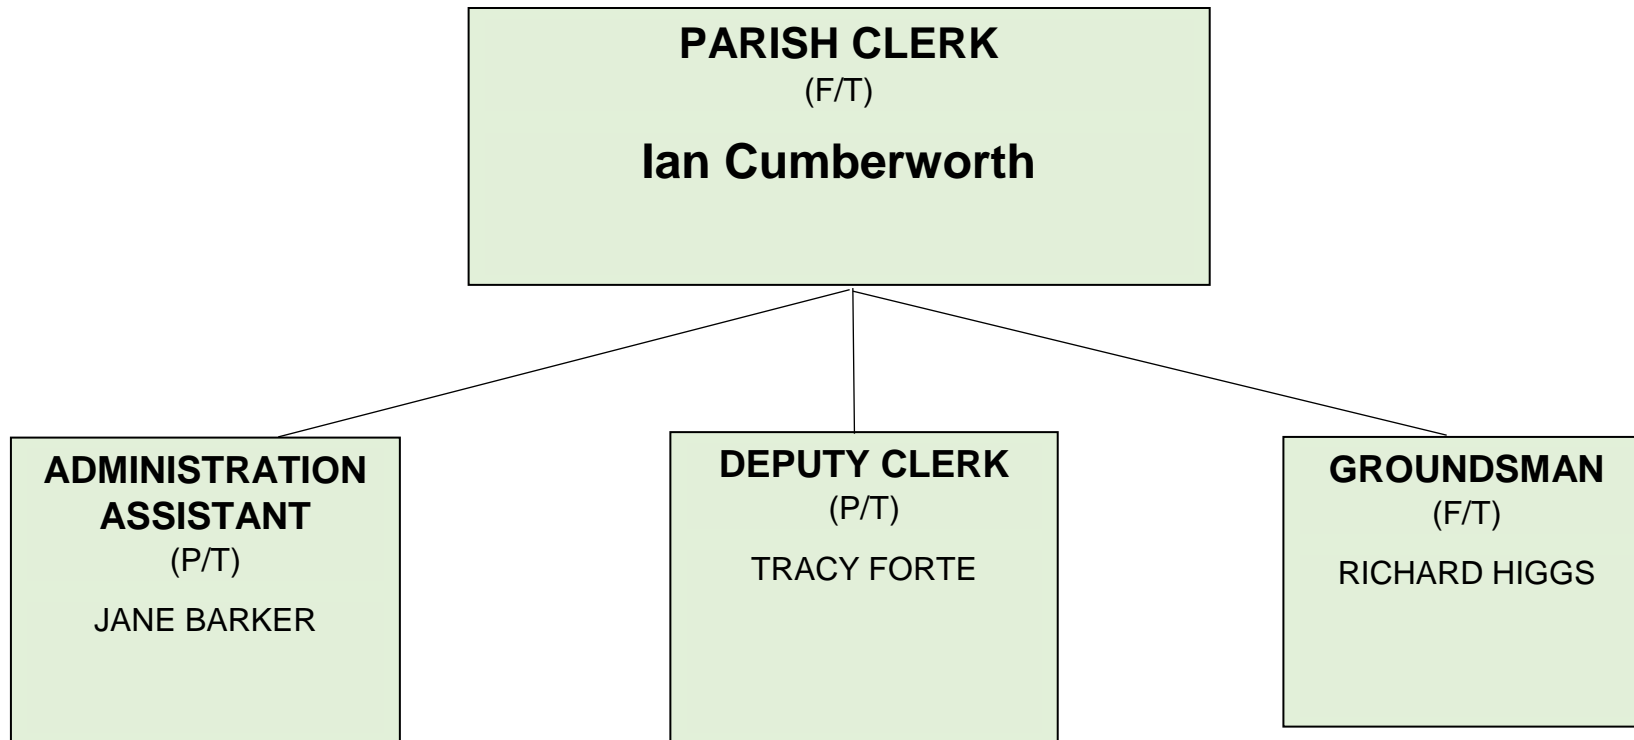 PARISH CLERK
(F/T)
Ian Cumberworth
ADMINISTRATION
ASSISTANT
(P/T)
JANE BARKER
DEPUTY CLERK
(P/T)
TRACY FORTE
GROUNDSMAN
(F/T)
RICHARD HIGGS